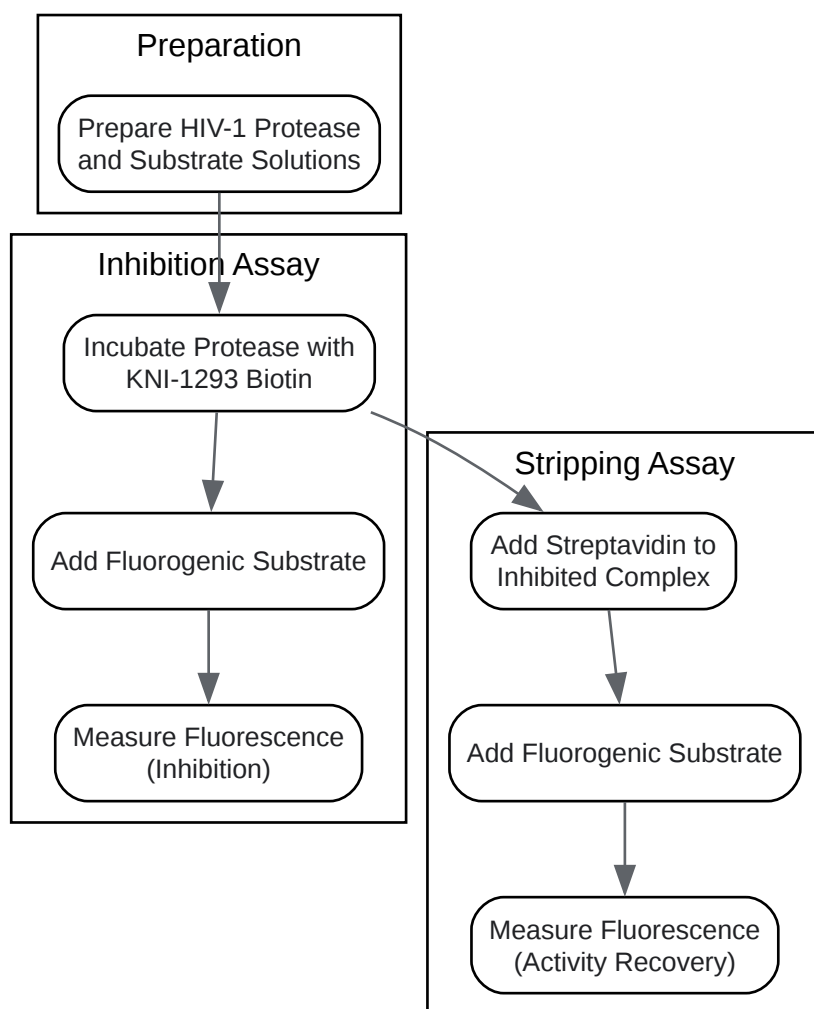 Preparation
Prepare HIV-1 Protease
and Substrate Solutions
Inhibition Assay
Incubate Protease with
KNI-1293 Biotin
Add Fluorogenic Substrate
Measure Fluorescence
(Inhibition)
Stripping Assay
Add Streptavidin to
Inhibited Complex
Add Fluorogenic Substrate
Measure Fluorescence
(Activity Recovery)